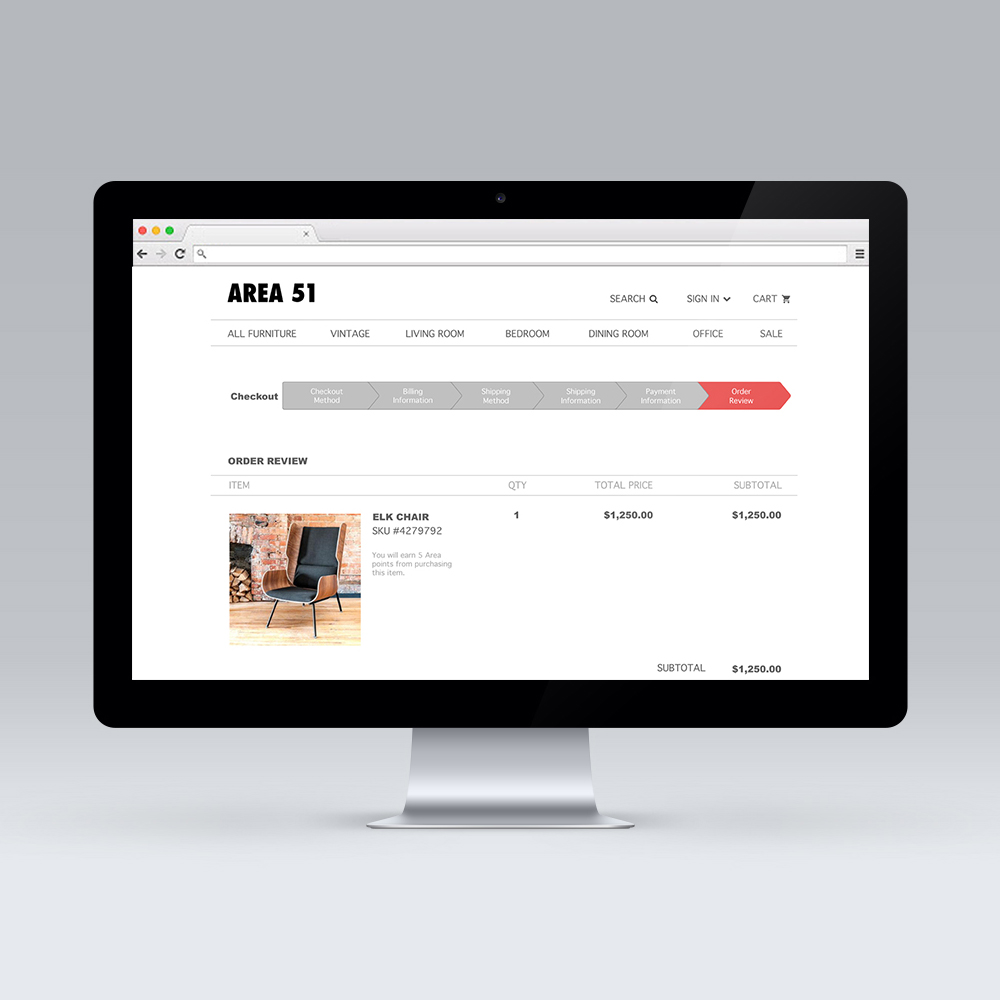 AREA 51
SEARCH
SIGN IN
CART
ALL FURNITURE
VINTAGE
LIVING ROOM
BEDROOM
DINING ROOM
OFFICE
SALE
Checkout
Checkout
Method
Billing
Information
Shipping
Method
Shipping
Information
Payment
Information
Order
Review
ORDER REVIEW
ITEM
QTY
TOTAL PRICE
SUBTOTAL
ELK CHAIR
SKU #4279792
You will earn 5 Area
points from purchasing
this item.
1
$1,250.00
$1,250.00
SUBTOTAL
$1,250.00